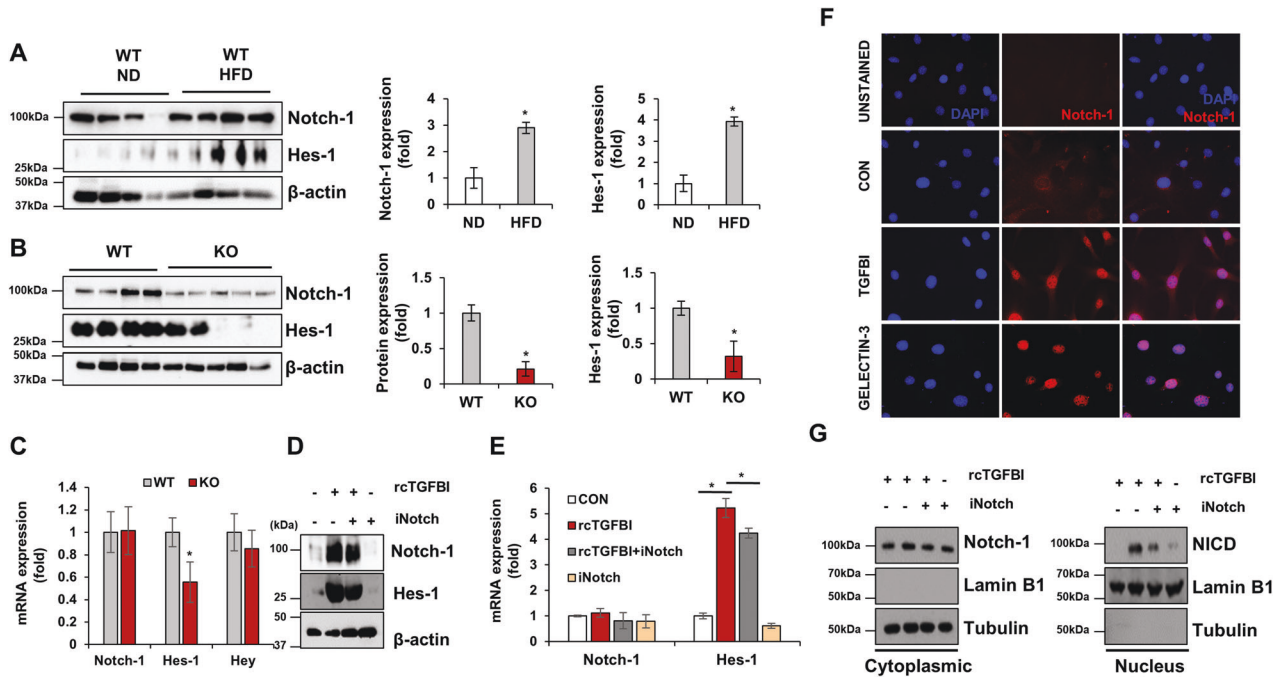 A
WT
ND
WT
HFD
100kDa
Notch-1
Hes-1
25kDa
50kDa
β-actin
37kDa
Notch-1 expression
(fold)
4
3
2
1
0
*
ND
HFD
Hes-1 expression
(fold)
5
4
3
2
1
0
*
ND
HFD
B
WT
KO
100kDa
Notch-1
Hes-1
25kDa
50kDa
β-actin
37kDa
Protein expression
(fold)
1.5
1
0.5
0
*
WT
KO
Hes-1 expression
(fold)
1.5
1
0.5
0
*
WT
KO
C
mRNA expression
(fold)
1.4
1.2
1
0.8
0.6
0.4
0.2
0
WT
KO
*
Notch-1
Hes-1
Hey
D
- + + - rcTGFBI
- - + + iNotch
(kDa)
100
Notch-1
25
Hes-1
50
β-actin
37
E
mRNA expression
(fold)
6
5
4
3
2
1
0
CON
rcTGFBI
rcTGFBI+iNotch
iNotch
* *
Notch-1
Hes-1
F
UNSTAINED
DAPI
Notch-1
DAPI
Notch-1
CON
TGFBI
GELECTIN-3
G
+ + + - rcTGFBI
- - + + iNotch
100kDa
Notch-1
70kDa
Lamin B1
50kDa
50kDa
Tubulin
Cytoplasmic
+ + + - rcTGFBI
- - + + iNotch
100kDa
NICD
70kDa
Lamin B1
50kDa
50kDa
Tubulin
Nucleus